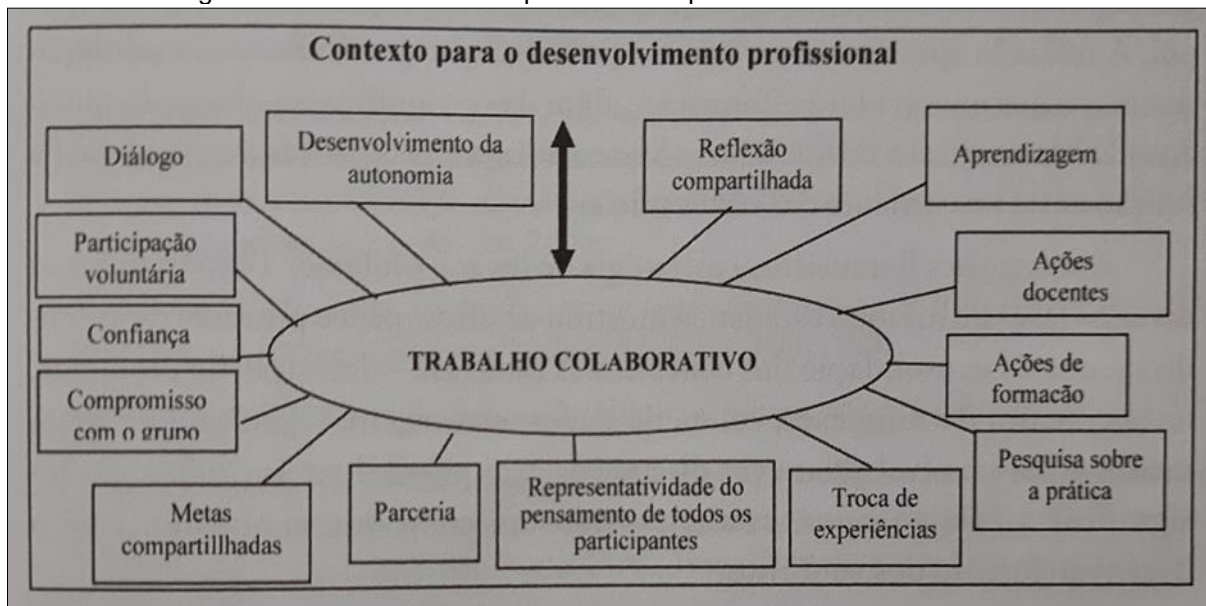 Contexto para o desenvolvimento profissional
Diálogo
Desenvolvimento da
autonomia
Reflexão
compartilhada
Aprendizagem
Participação
voluntária
Ações
docentes
Confiança
TRABALHO COLABORATIVO
Ações de
formação
Compromisso
com o grupo
Pesquisa sobre
a prática
Metas
compartillhadas
Parceria
Representatividade do
pensamento de todos os
participantes
Troca de
experiências